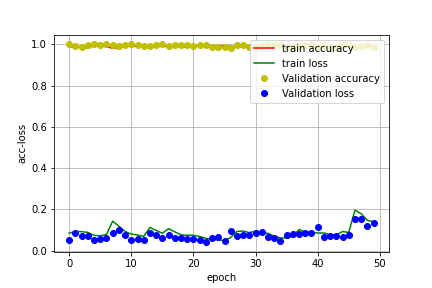 1.0
0.8
0.6
0.4
0.2
0.0
acc-loss
train accuracy
train loss
Validation accuracy
Validation loss
0 10 20 30 40 50
epoch